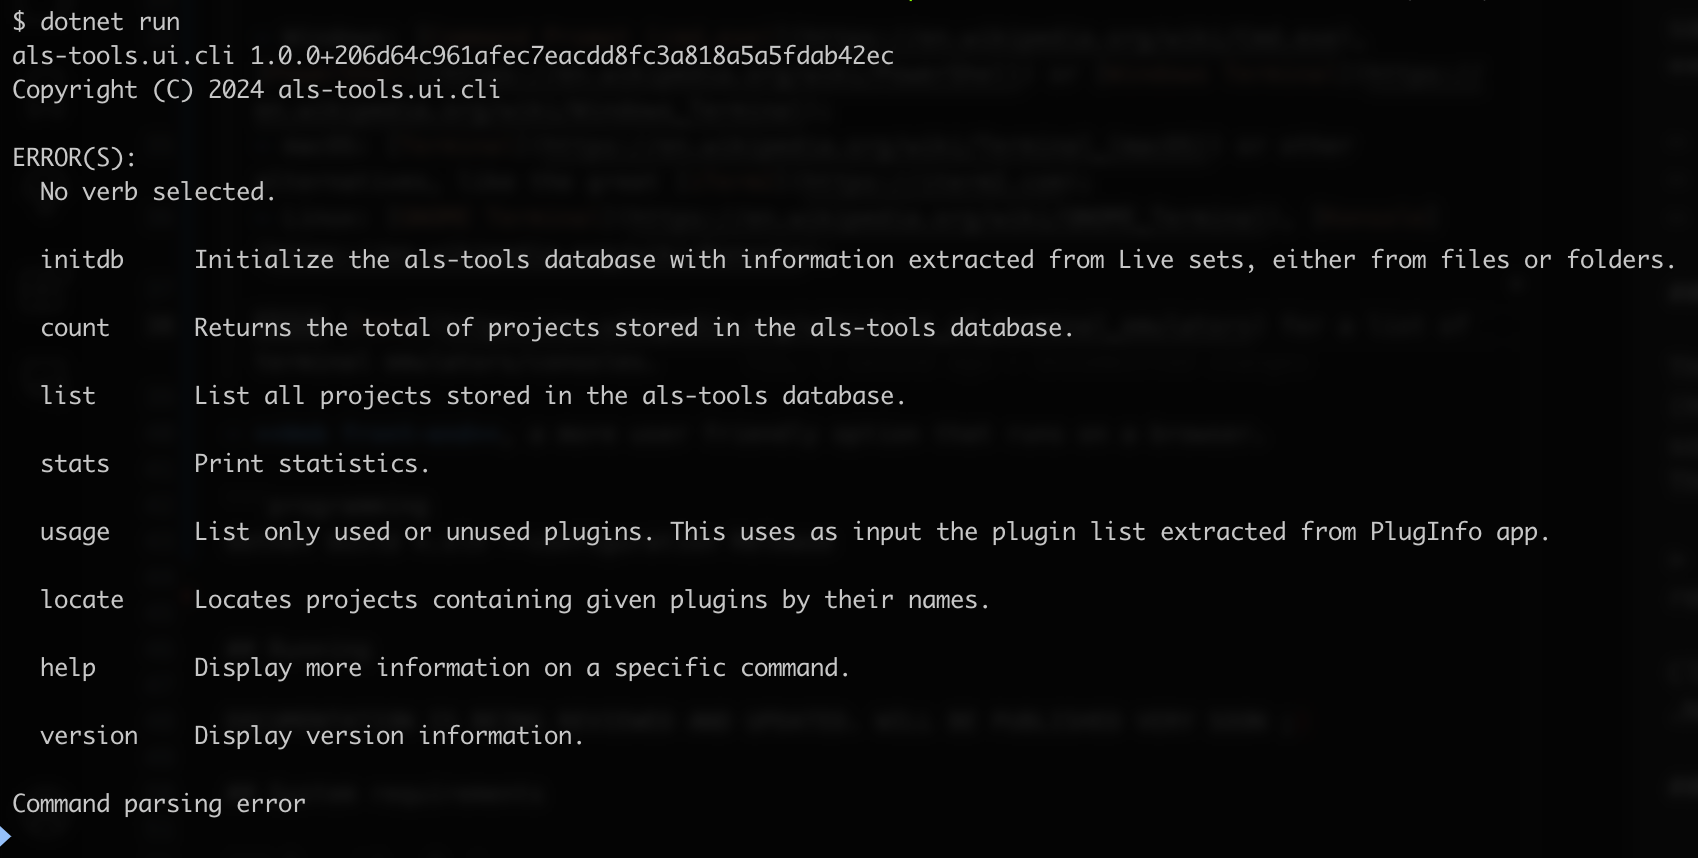 $ dotnet run
als-tools.ui.cli 1.0.0+206d64c961afec7eacdd8fc3a818a5a5fdab42ec
Copyright (C) 2024 als-tools.ui.cli
ERROR(S):
No verb selected.
initdb Initialize the als-tools database with information extracted from Live sets, either from files or folders.
count Returns the total of projects stored in the als-tools database.
list List all projects stored in the als-tools database.
stats Print statistics.
usage List only used or unused plugins. This uses as input the plugin list extracted from PlugInfo app.
locate Locates projects containing given plugins by their names.
help Display more information on a specific command.
version Display version information.
Command parsing error